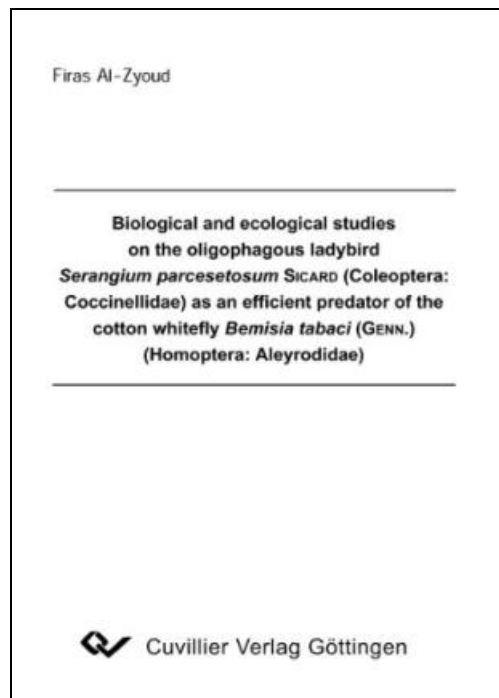 Firas Al-Zyoud
Biological and ecological studies
on the oligophagous ladybird
Serangium parcesetosum SICARD (Coleoptera:
Coccinellidae) as an efficient predator of the
cotton whitefly Bemisia tabaci (GENN.)
(Homoptera: Aleyrodidae)
Cuvillier Verlag Göttingen